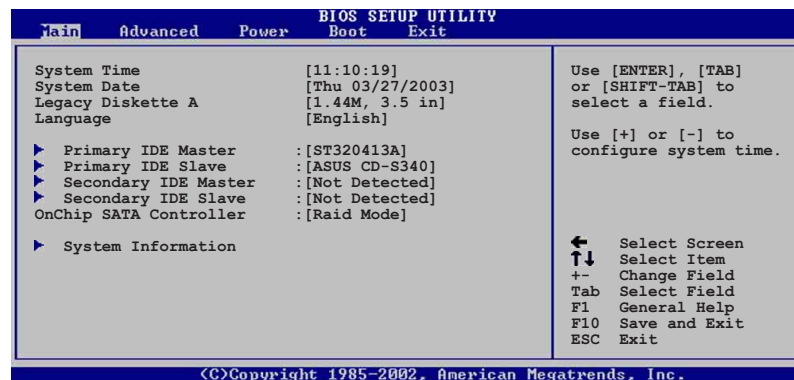 BIOS SETUP UTILITY
Main Advanced Power Boot Exit
System Time [11:10:19]
System Date [Thu 03/27/2003]
Legacy Diskette A [1.44M, 3.5 in]
Language [English]
Primary IDE Master :[ST320413A]
Primary IDE Slave :[ASUS CD-S340]
Secondary IDE Master :[Not Detected]
Secondary IDE Slave :[Not Detected]
OnChip SATA Controller :[Raid Mode]
System Information
Use [ENTER], [TAB]
or [SHIFT-TAB] to
select a field.
Use [+] or [-] to
configure system time.
← Select Screen
↑↓ Select Item
+- Change Field
Tab Select Field
F1 General Help
F10 Save and Exit
ESC Exit
(C)Copyright 1985-2002, American Megatrends, Inc.